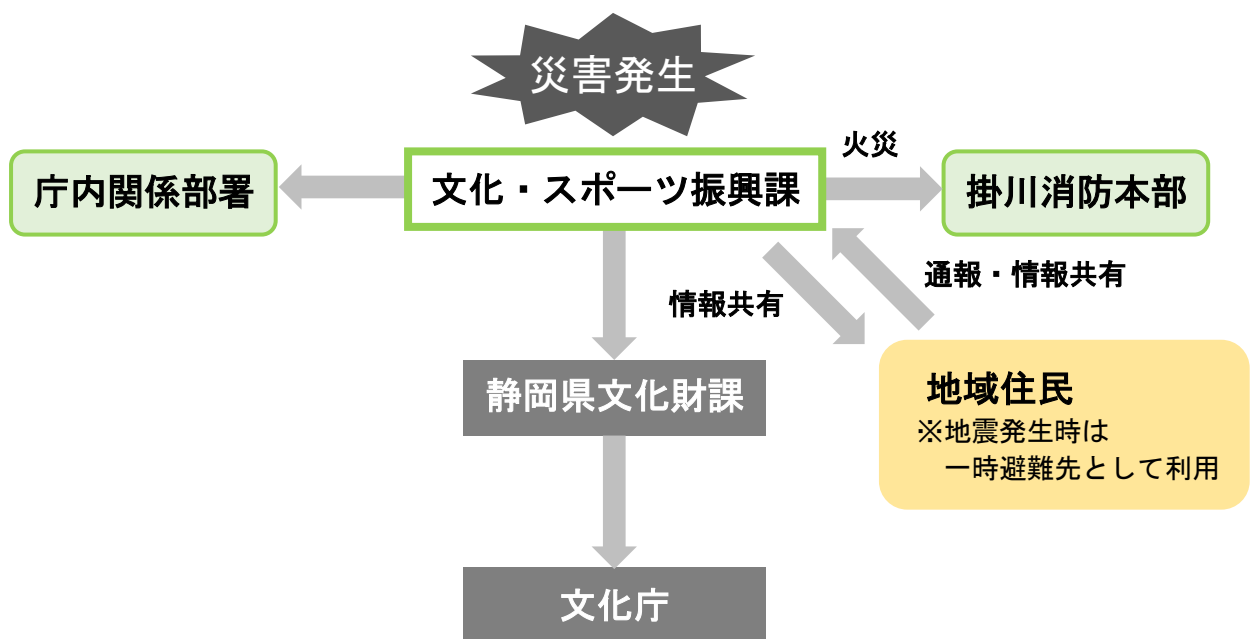 災害発生
火災
庁内関係部署
文化・スポーツ振興課
掛川消防本部
通報・情報共有
情報共有
静岡県文化財課
地域住民
※地震発生時は
一時避難先として利用
文化庁